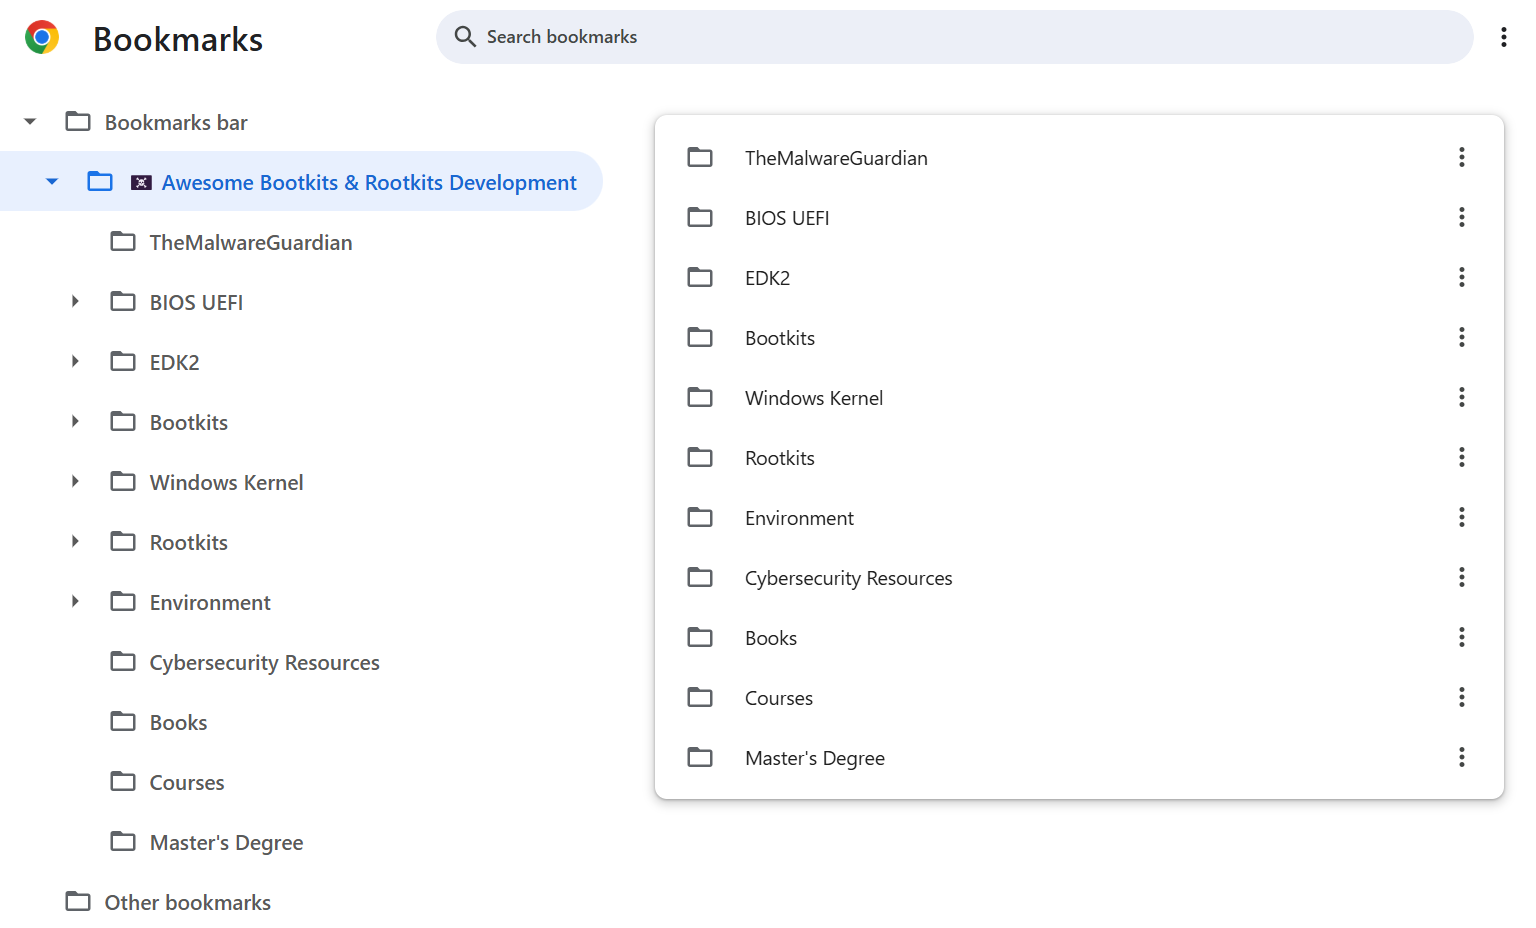 Bookmarks
Search bookmarks
Bookmarks bar
Awesome Bootkits & Rootkits Development
TheMalwareGuardian
BIOS UEFI
EDK2
Bootkits
Windows Kernel
Rootkits
Environment
Cybersecurity Resources
Books
Courses
Master's Degree
Other bookmarks
TheMalwareGuardian
BIOS UEFI
EDK2
Bootkits
Windows Kernel
Rootkits
Environment
Cybersecurity Resources
Books
Courses
Master's Degree